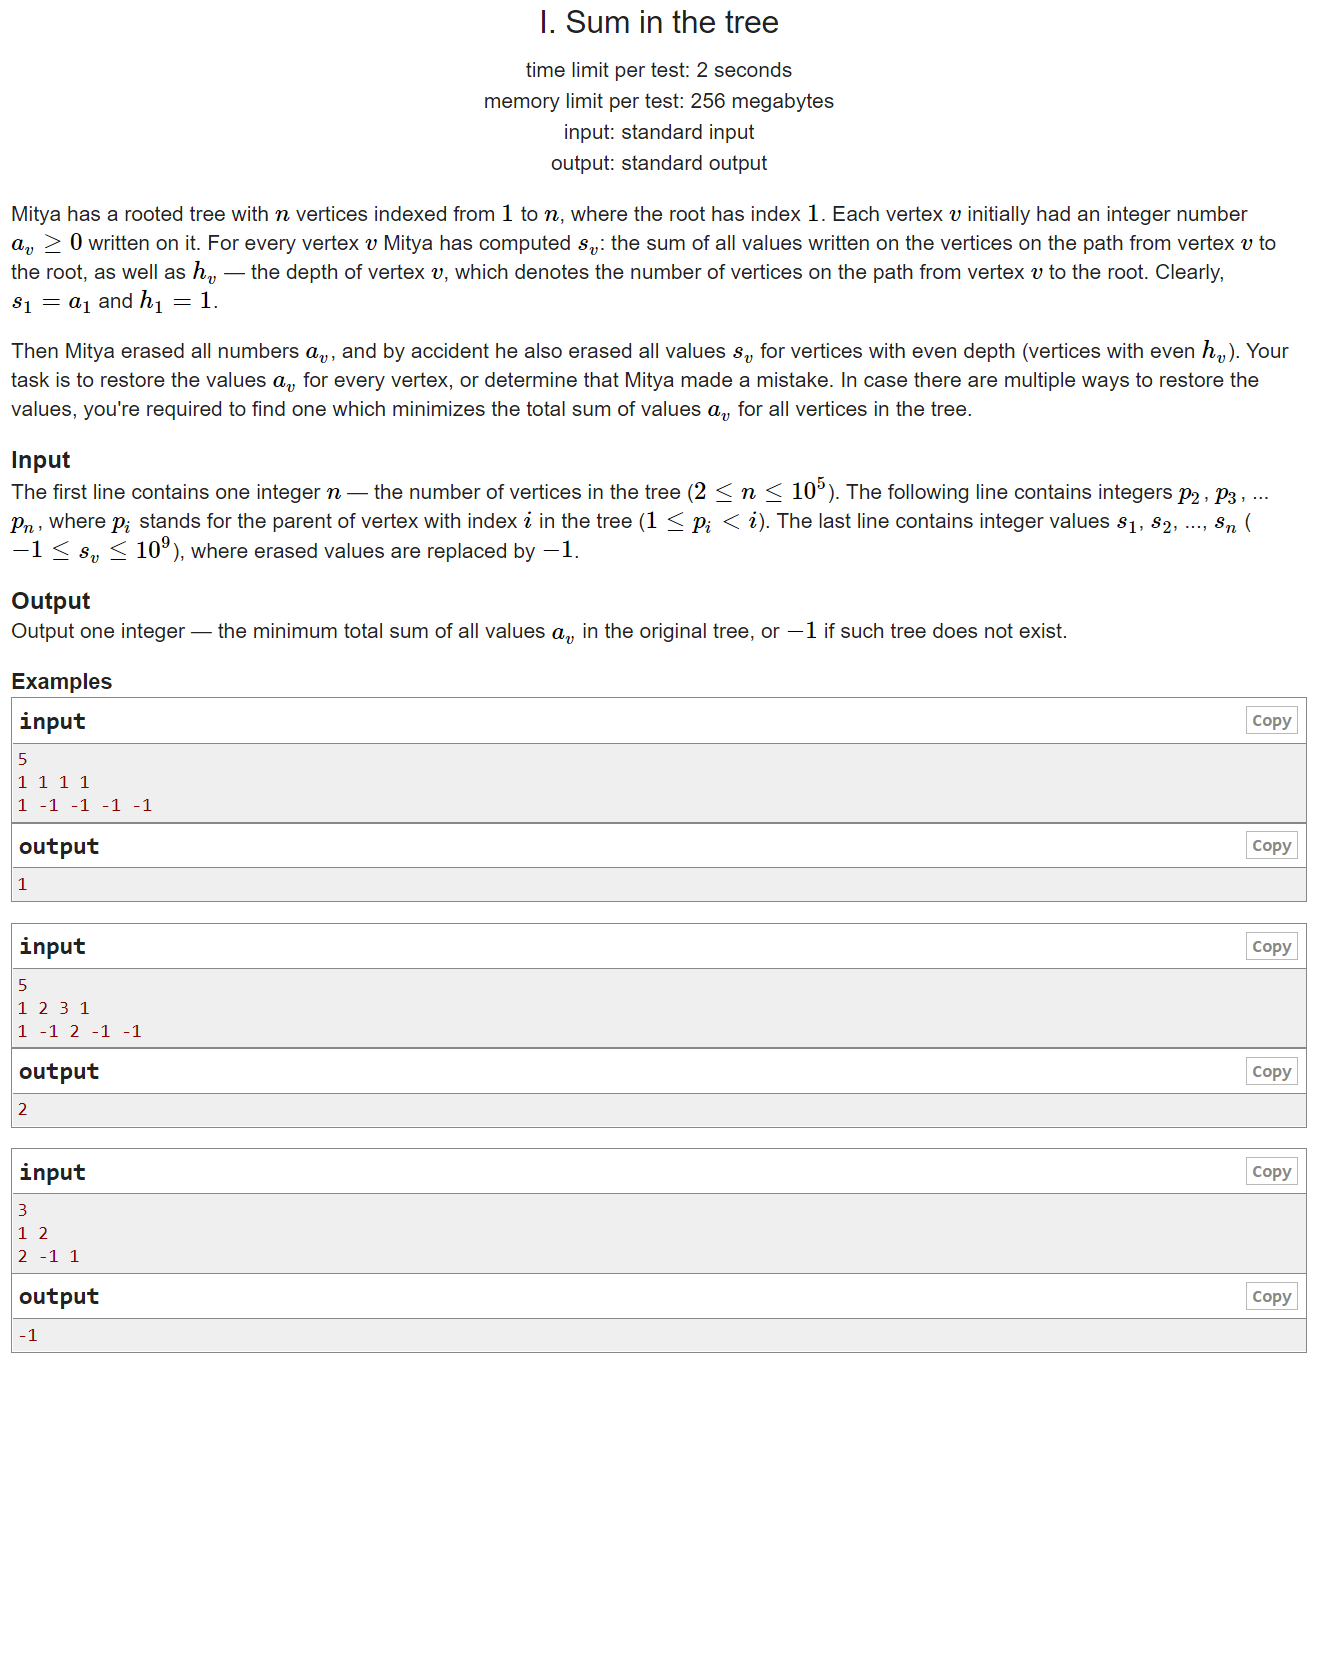 I. Sum in the tree
time limit per test: 2 seconds
memory limit per test: 256 megabytes
input: standard input
output: standard output
Mitya has a rooted tree with n vertices indexed from 1 to n, where the root has index 1. Each vertex v initially had an integer number
a_v ≥ 0 written on it. For every vertex v Mitya has computed s_v: the sum of all values written on the vertices on the path from vertex v to
the root, as well as h_v — the depth of vertex v, which denotes the number of vertices on the path from vertex v to the root. Clearly,
s_1 = a_1 and h_1 = 1.
Then Mitya erased all numbers a_v, and by accident he also erased all values s_v for vertices with even depth (vertices with even h_v). Your
task is to restore the values a_v for every vertex, or determine that Mitya made a mistake. In case there are multiple ways to restore the
values, you're required to find one which minimizes the total sum of values a_v for all vertices in the tree.
Input
The first line contains one integer n — the number of vertices in the tree (2 ≤ n ≤ 10^5). The following line contains integers p_2, p_3, ...
p_n, where p_i stands for the parent of vertex with index i in the tree (1 ≤ p_i < i). The last line contains integer values s_1, s_2, ..., s_n (
−1 ≤ s_v ≤ 10^9), where erased values are replaced by −1.
Output
Output one integer — the minimum total sum of all values a_v in the original tree, or −1 if such tree does not exist.
Examples
input Copy
5
1 1 1 1
1 -1 -1 -1 -1
output Copy
1
input Copy
5
1 2 3 1
1 -1 2 -1 -1
output Copy
2
input Copy
3
1 2
2 -1 1
output Copy
-1